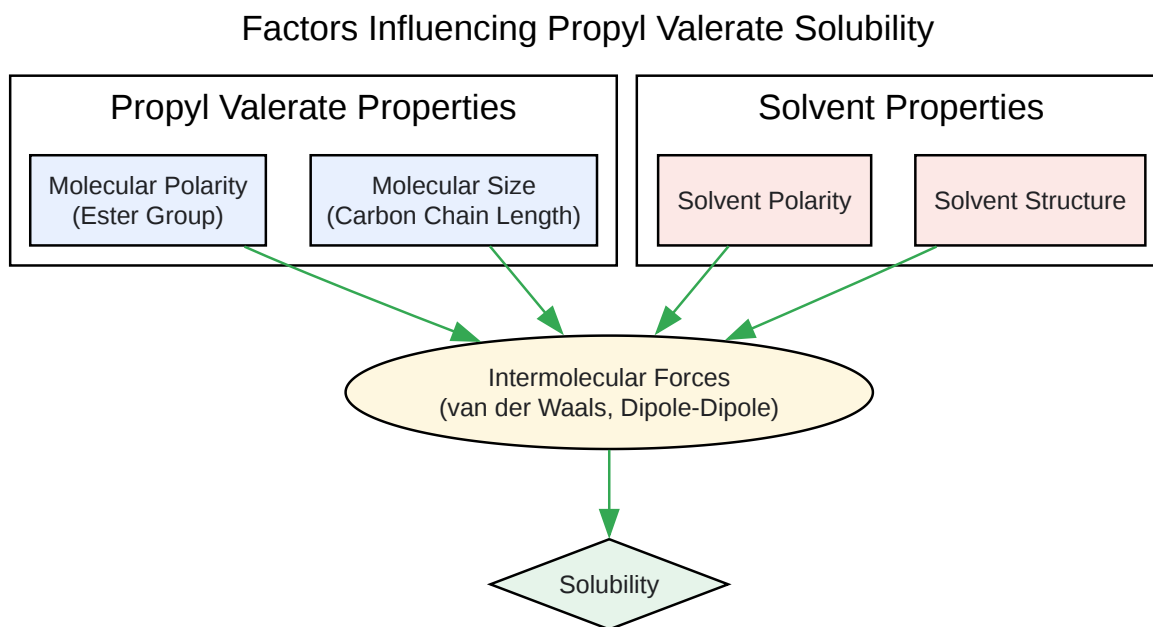 Factors Influencing Propyl Valerate Solubility
Propyl Valerate Properties
Solvent Properties
Molecular Polarity
(Ester Group)
Molecular Size
(Carbon Chain Length)
Solvent Polarity
Solvent Structure
Intermolecular Forces
(van der Waals, Dipole-Dipole)
Solubility